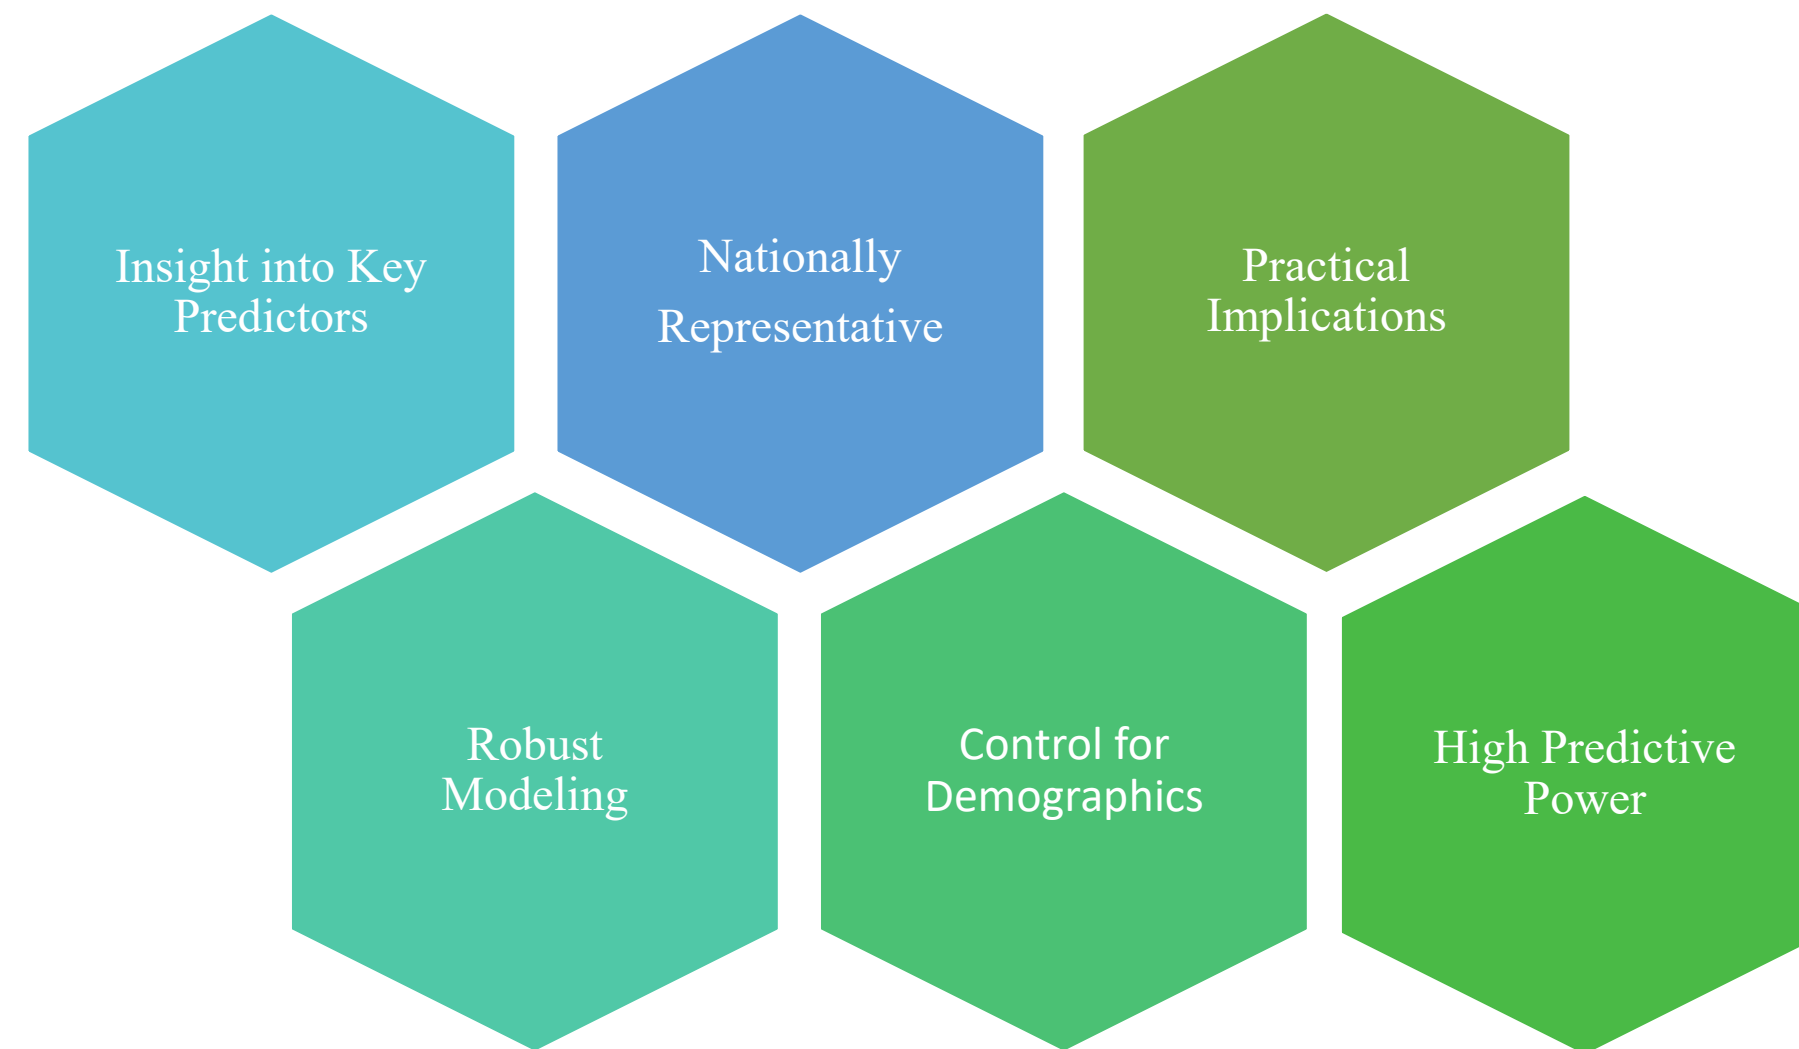 Insight into Key
Predictors
Nationally
Representative
Practical
Implications
Robust
Modeling
Control for
Demographics
High Predictive
Power